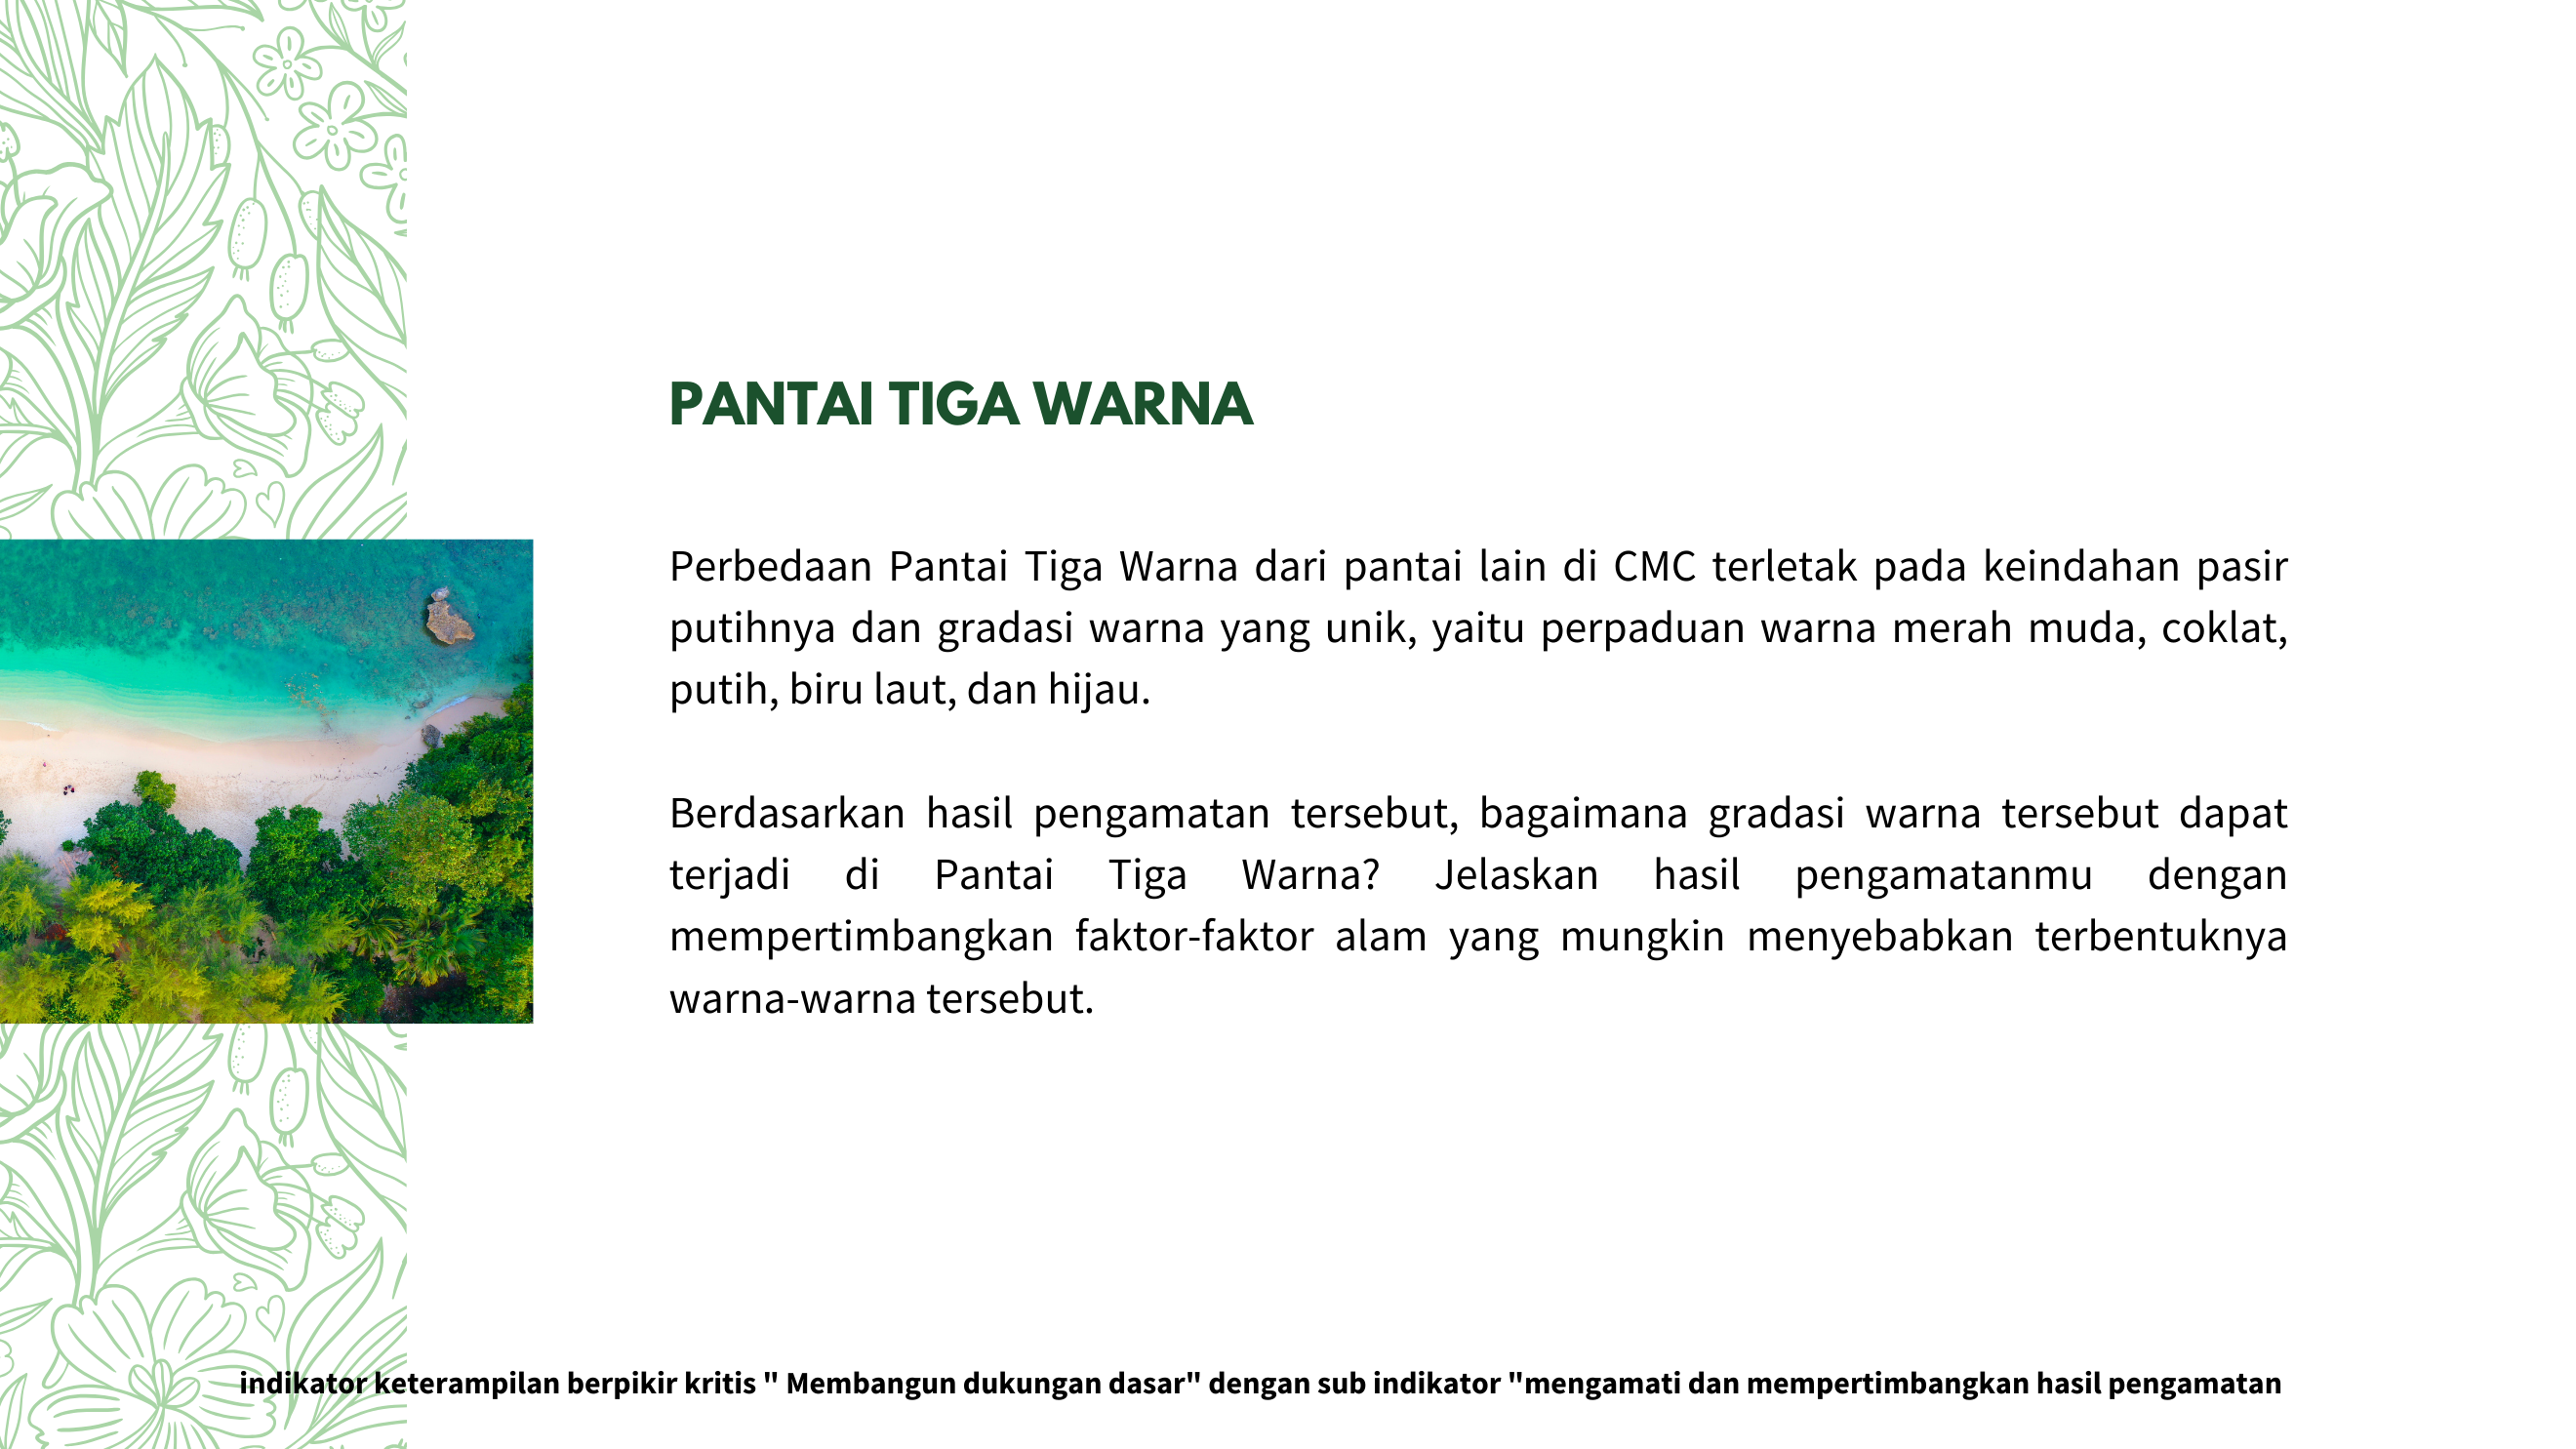 PANTAI TIGA WARNA
Perbedaan Pantai Tiga Warna dari pantai lain di CMC terletak pada keindahan pasir
putihnya dan gradasi warna yang unik, yaitu perpaduan warna merah muda, coklat,
putih, biru laut, dan hijau.
Berdasarkan hasil pengamatan tersebut, bagaimana gradasi warna tersebut dapat
terjadi di Pantai Tiga Warna? Jelaskan hasil pengamatanmu dengan
mempertimbangkan faktor-faktor alam yang mungkin menyebabkan terbentuknya
warna-warna tersebut.
indikator keterampilan berpikir kritis " Membangun dukungan dasar" dengan sub indikator "mengamati dan mempertimbangkan hasil pengamatan